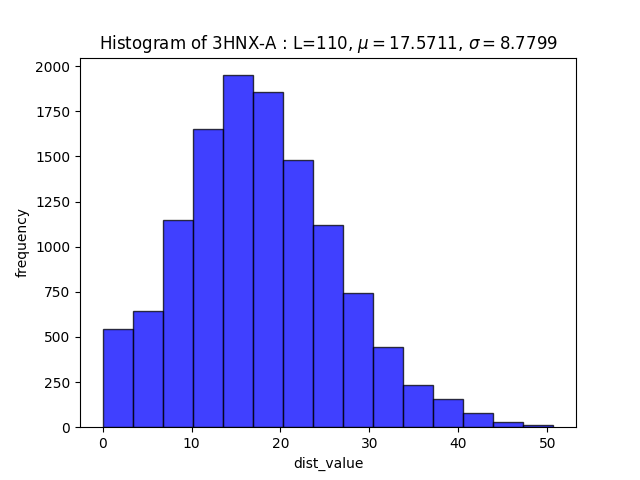 Histogram of 3HNX-A : L=110, μ = 17.5711, σ = 8.7799
2000
1750
1500
1250
1000
750
500
250
0
frequency
0 10 20 30 40 50
dist_value